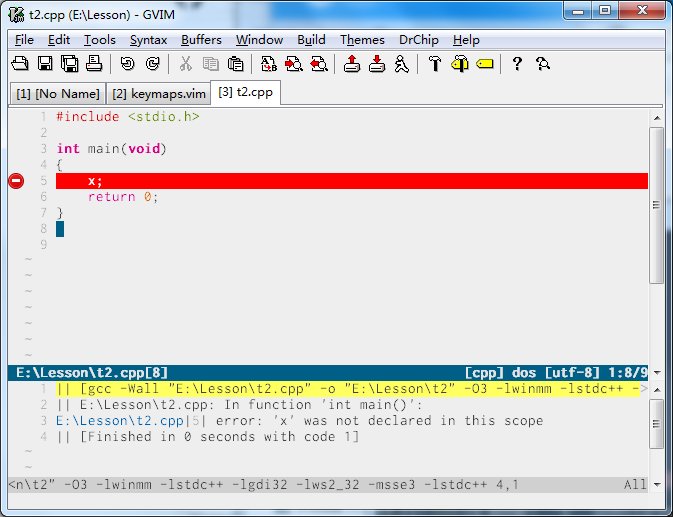 t2.cpp (E:\Lesson) - GVIM
File Edit Tools Syntax Buffers Window Build Themes DrChip Help
[1] [No Name] [2] keymaps.vim [3] t2.cpp
1 #include <stdio.h>
2
3 int main(void)
4 {
5     x;
6     return 0;
7 }
8
9
~
~
~
~
~
~
~
E:\Lesson\t2.cpp[8] [cpp] dos [utf-8] 1:8/9
1 || [gcc -Wall "E:\Lesson\t2.cpp" -o "E:\Lesson\t2" -O3 -lwinmm -lstdc++ ->
2 || E:\Lesson\t2.cpp: In function 'int main()':
3 E:\Lesson\t2.cpp|5| error: 'x' was not declared in this scope
4 || [Finished in 0 seconds with code 1]
~
~
<n\t2" -O3 -lwinmm -lstdc++ -lgdi32 -lws2_32 -msse3 -lstdc++ 4,1 All